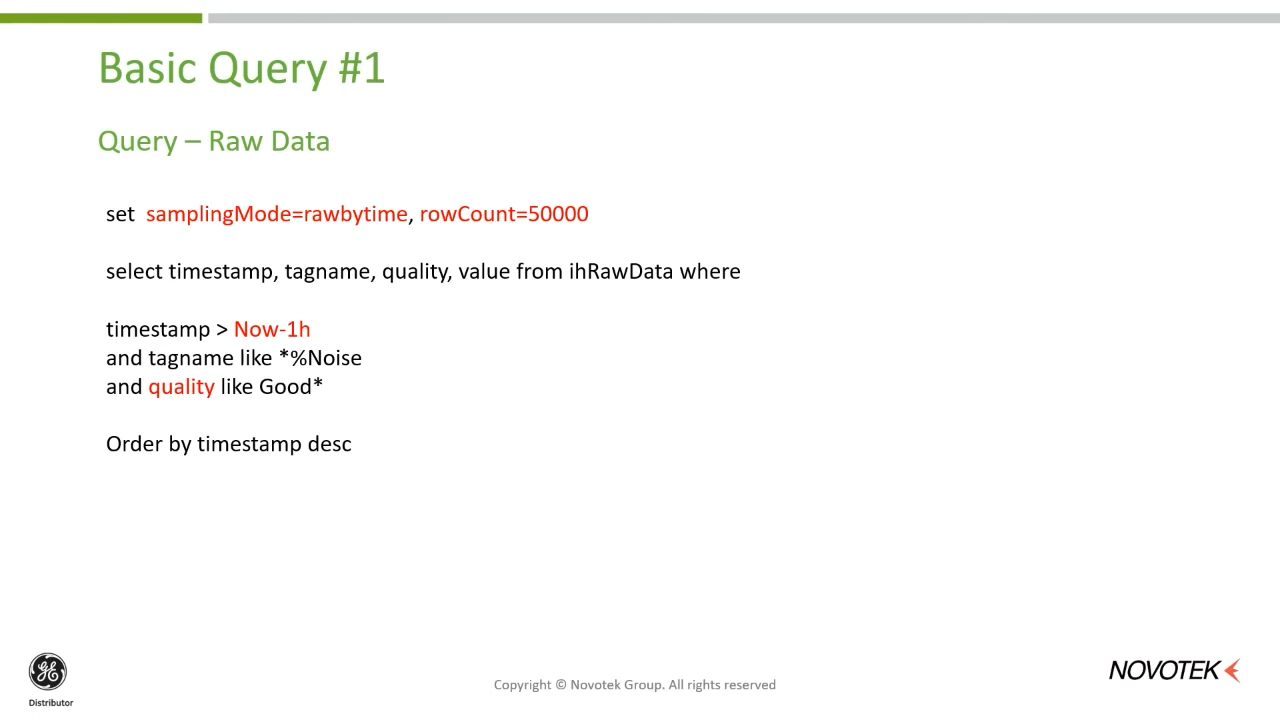 Basic Query #1
Query – Raw Data
set  samplingMode=rawbytime, rowCount=50000
select timestamp, tagname, quality, value from ihRawData where
timestamp > Now-1h
and tagname like *%Noise
and quality like Good*
Order by timestamp desc
GE
Distributor
Copyright © Novotek Group. All rights reserved
NOVOTEK